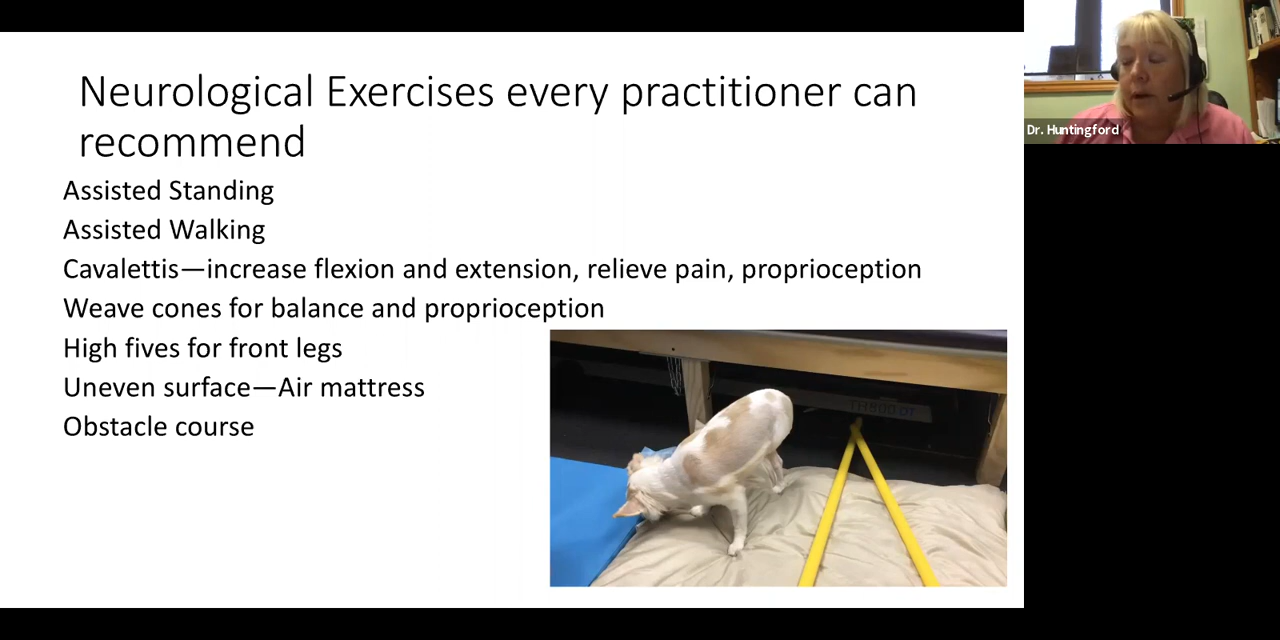 Neurological Exercises every practitioner can
recommend
Assisted Standing
Assisted Walking
Cavalettis—increase flexion and extension, relieve pain, proprioception
Weave cones for balance and proprioception
High fives for front legs
Uneven surface—Air mattress
Obstacle course
Dr. Huntingford